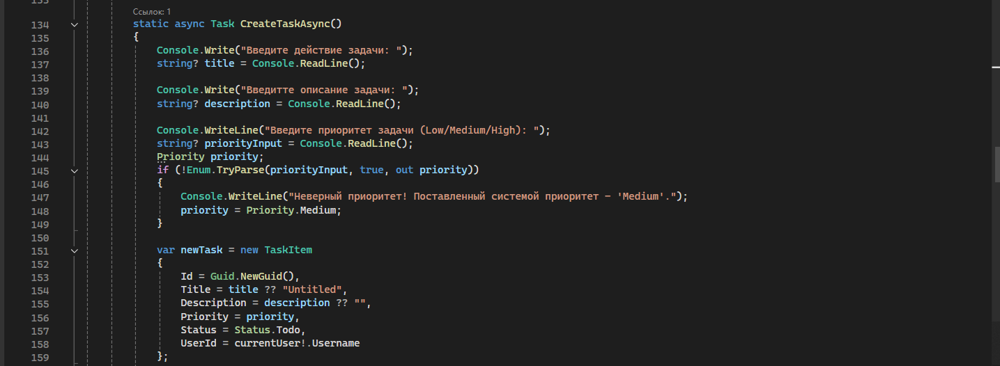 Ссылок: 1
134 static async Task CreateTaskAsync()
135 {
136 Console.Write("Введите действие задачи: ");
137 string? title = Console.ReadLine();
138
139 Console.Write("Введитте описание задачи: ");
140 string? description = Console.ReadLine();
141
142 Console.WriteLine("Введите приоритет задачи (Low/Medium/High): ");
143 string? priorityInput = Console.ReadLine();
144 Priority priority;
145 if (!Enum.TryParse(priorityInput, true, out priority))
146 {
147 Console.WriteLine("Неверный приоритет! Поставленный системой приоритет - 'Medium'.");
148 priority = Priority.Medium;
149 }
150
151 var newTask = new TaskItem
152 {
153 Id = Guid.NewGuid(),
154 Title = title ?? "Untitled",
155 Description = description ?? "",
156 Priority = priority,
157 Status = Status.Todo,
158 UserId = currentUser!.Username
159 };